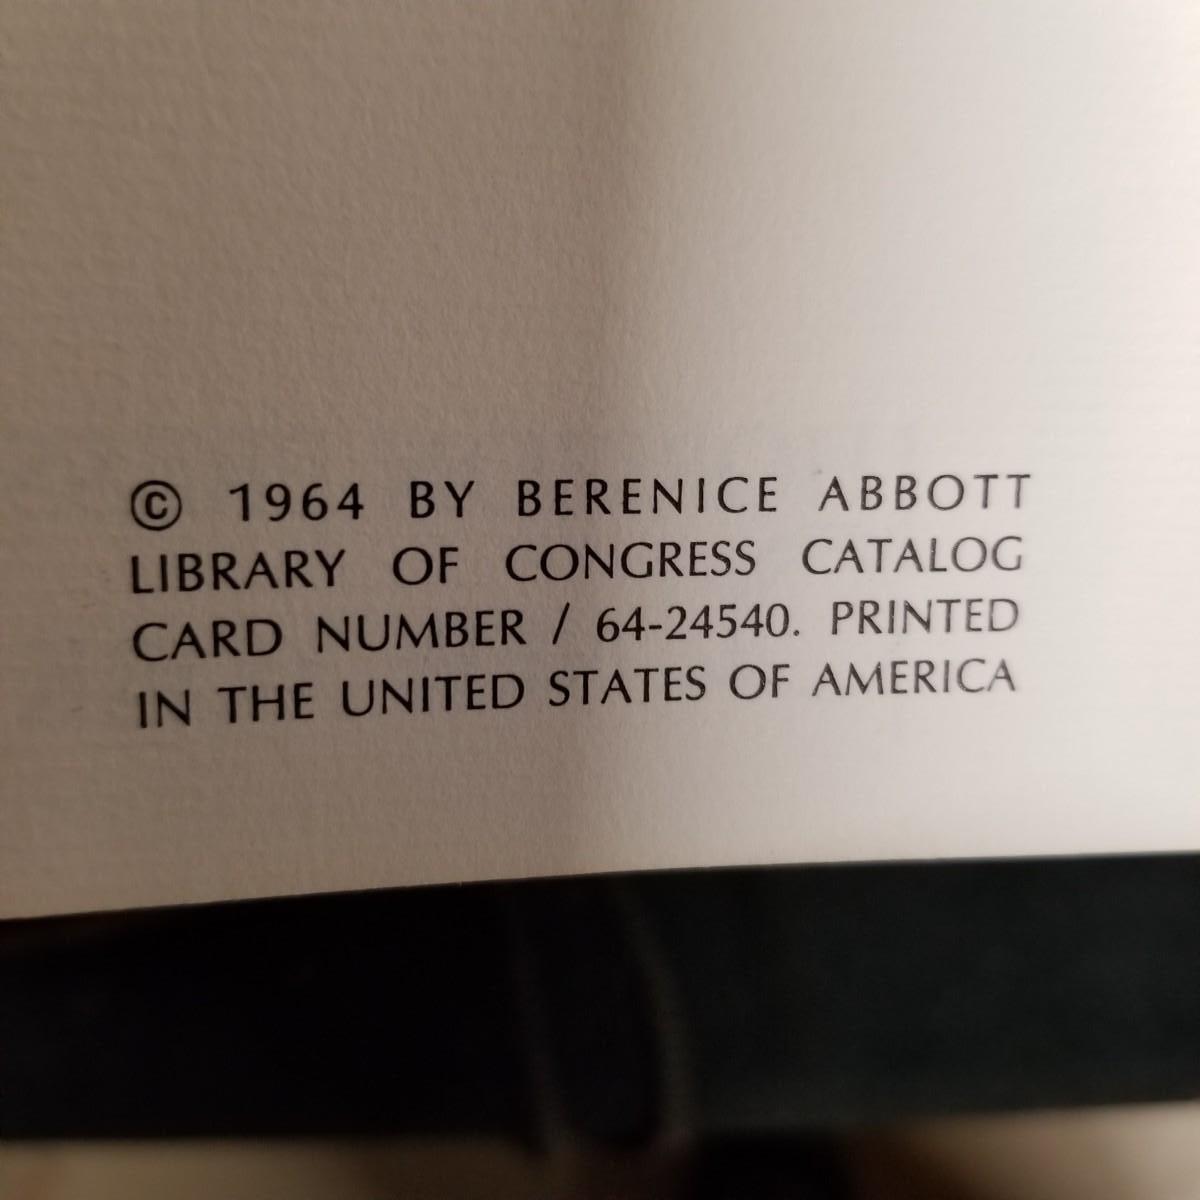 © 1964 BY BERENICE ABBOTT
LIBRARY OF CONGRESS CATALOG
CARD NUMBER / 64-24540. PRINTED
IN THE UNITED STATES OF AMERICA